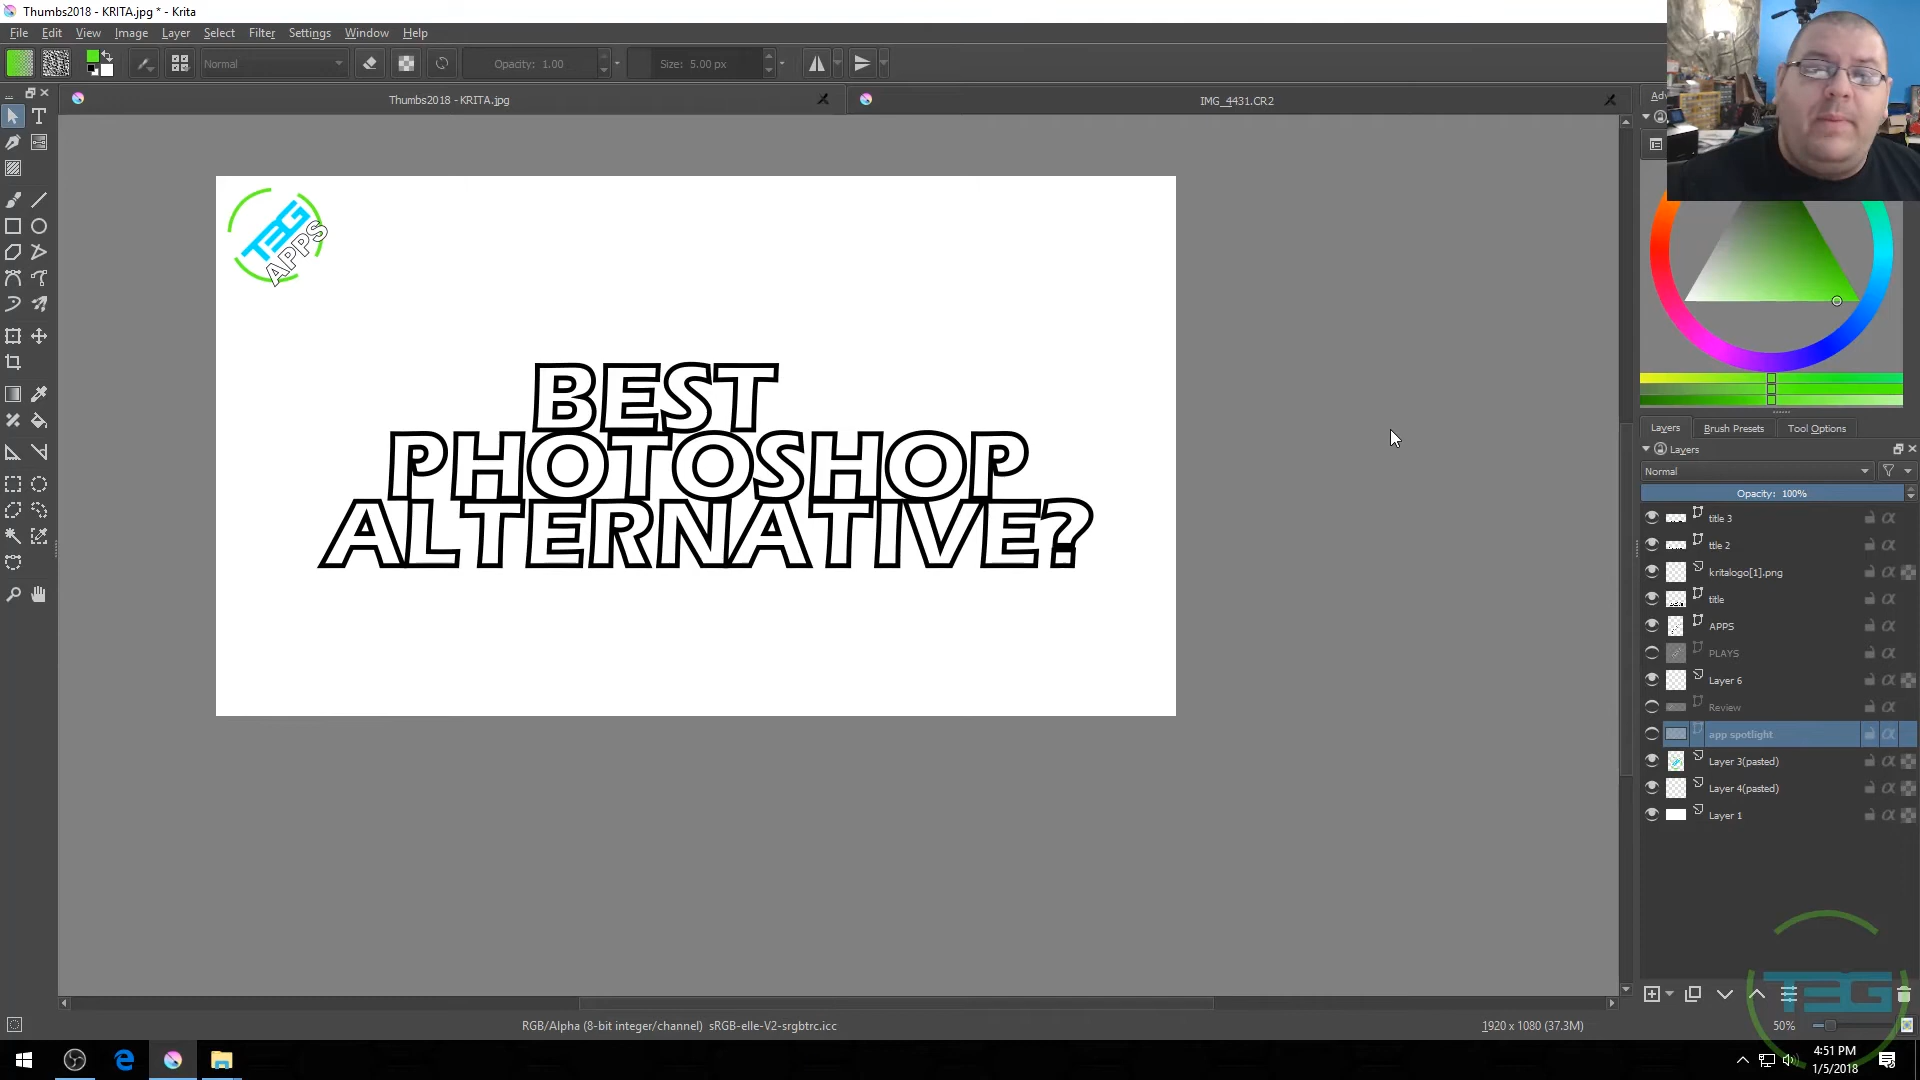 Thumbs2018 - KRITA.jpg * - Krita
File Edit View Image Layer Select Filter Settings Window Help
Normal Opacity: 1.00 Size: 5.00 px
Thumbs2018 - KRITA.jpg IMG_4431.CR2
T3G
APPS
BEST
PHOTOSHOP
ALTERNATIVE?
Layers Brush Presets Tool Options
Layers
Normal
Opacity: 100%
title 3
ttle 2
kritalogo[1].png
title
APPS
PLAYS
Layer 6
Review
app spotlight
Layer 3(pasted)
Layer 4(pasted)
Layer 1
T3G
RGB/Alpha (8-bit integer/channel) sRGB-elle-V2-srgbtrc.icc 1920 x 1080 (37.3M) 50%
4:51 PM
1/5/2018